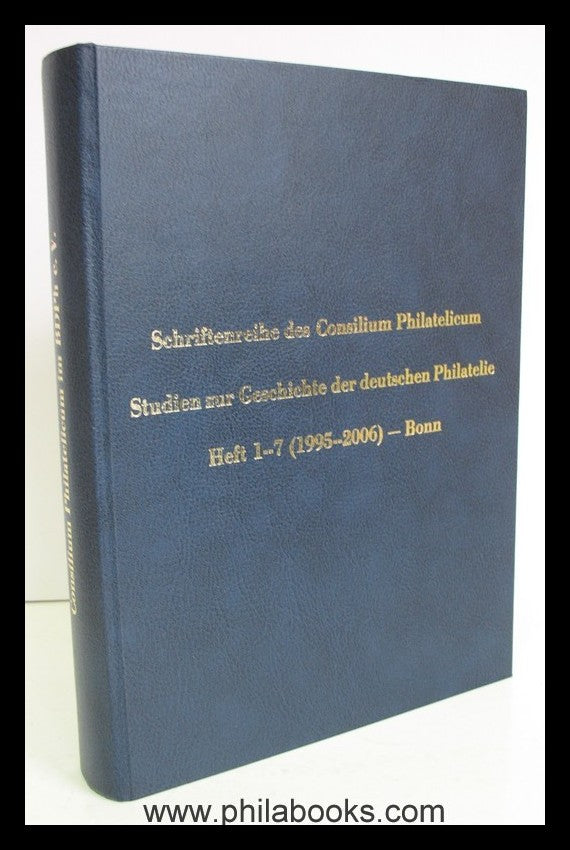 Schriftenreihe des Consilium Philatelicum
Studien zur Geschichte der deutschen Philatelie
Heft 1--7 (1995--2006) — Bonn
Consilium Philatelicum im BDPh e.V.
www.philabooks.com